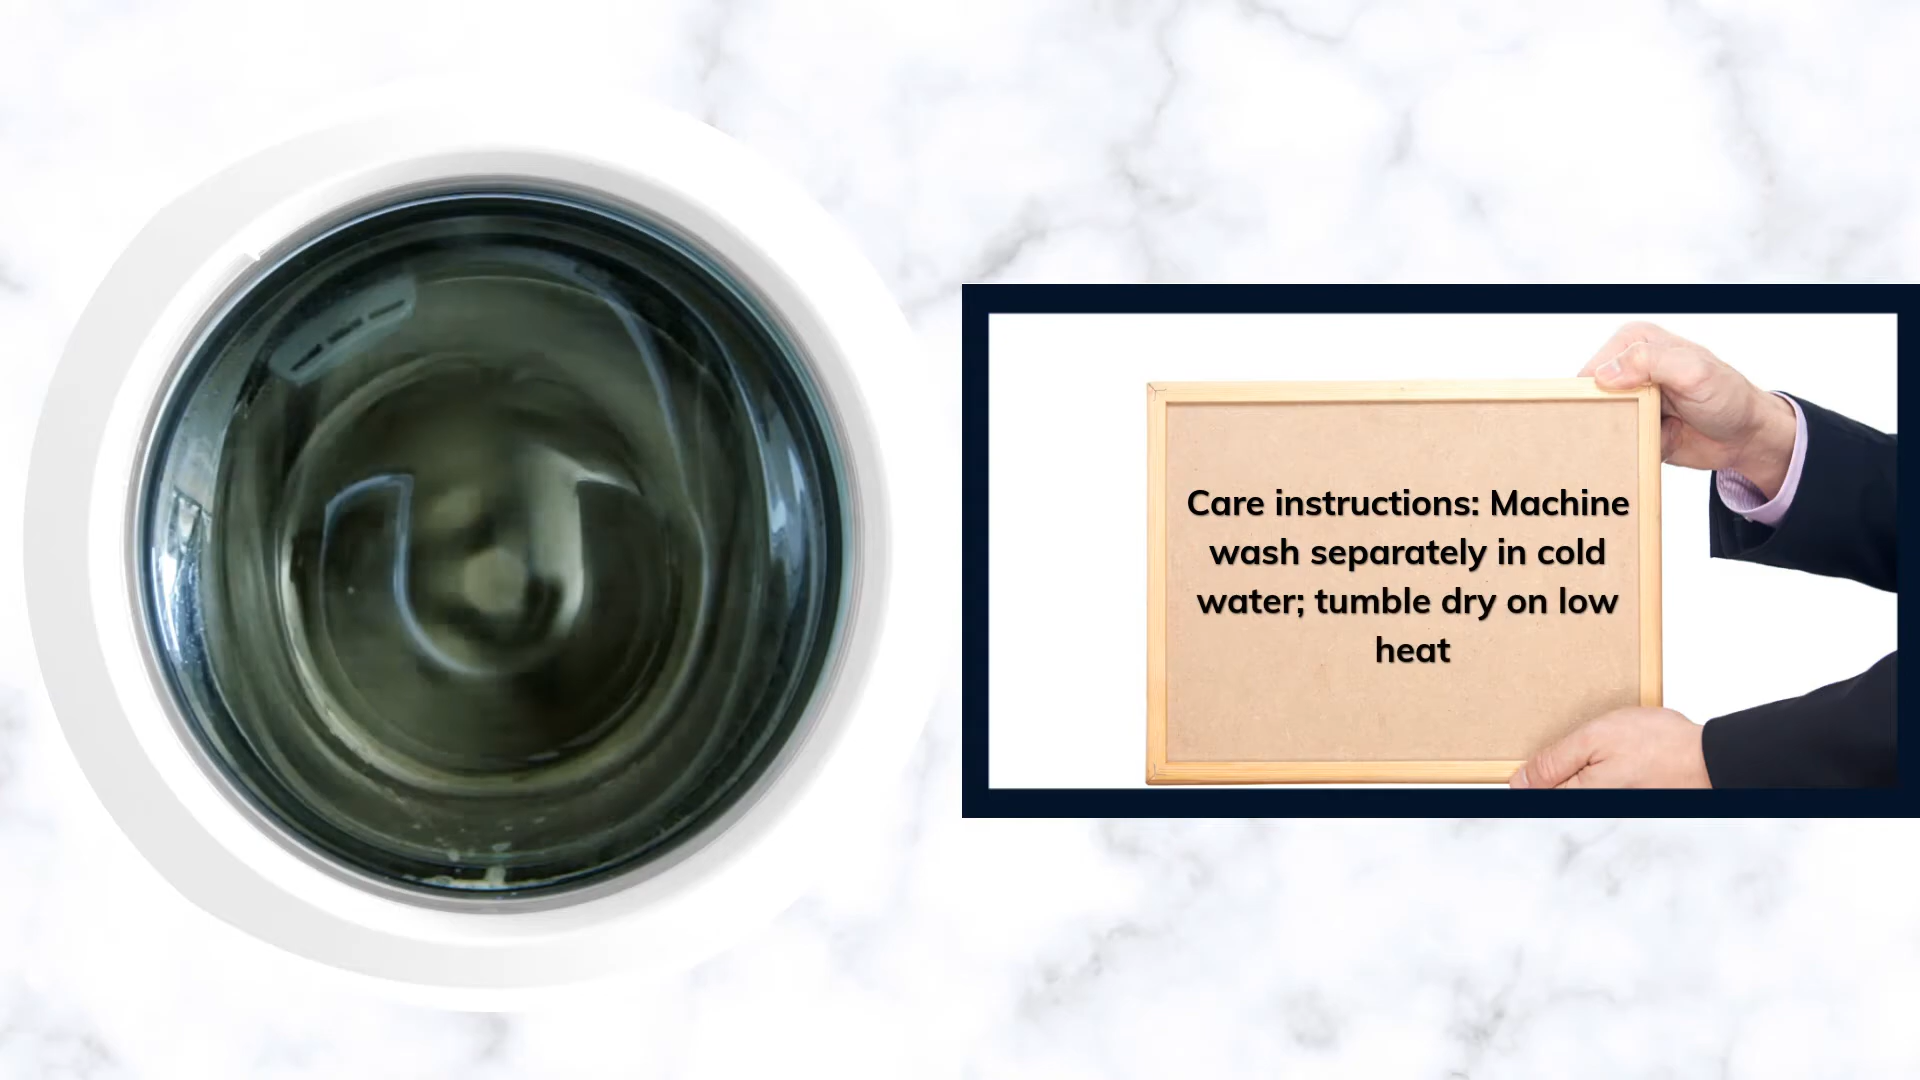 Care instructions: Machine
wash separately in cold
water; tumble dry on low
heat